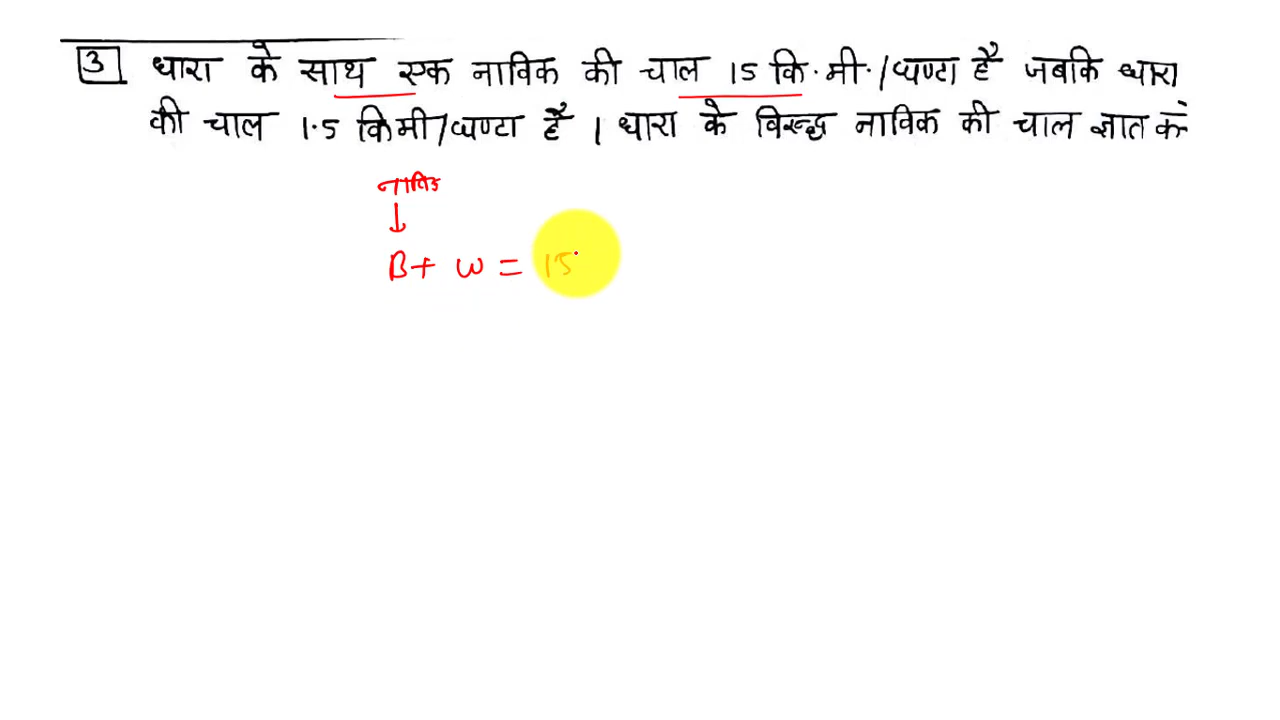 3 धारा के साथ एक नाविक की चाल 15 कि.मी./घण्टा है जबकि धारा
की चाल 1.5 किमी/घण्टा है । धारा के विरूद्ध नाविक की चाल ज्ञात करें
नाविक
↓
B + W = 15